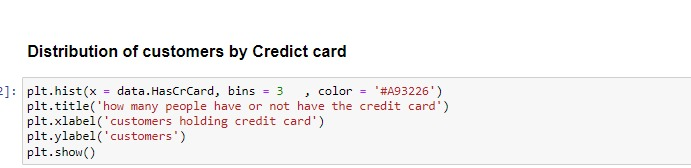 Distribution of customers by Credict card
2]: plt.hist(x = data.HasCrCard, bins = 3   , color = '#A93226')
plt.title('how many people have or not have the credit card')
plt.xlabel('customers holding credit card')
plt.ylabel('customers')
plt.show()